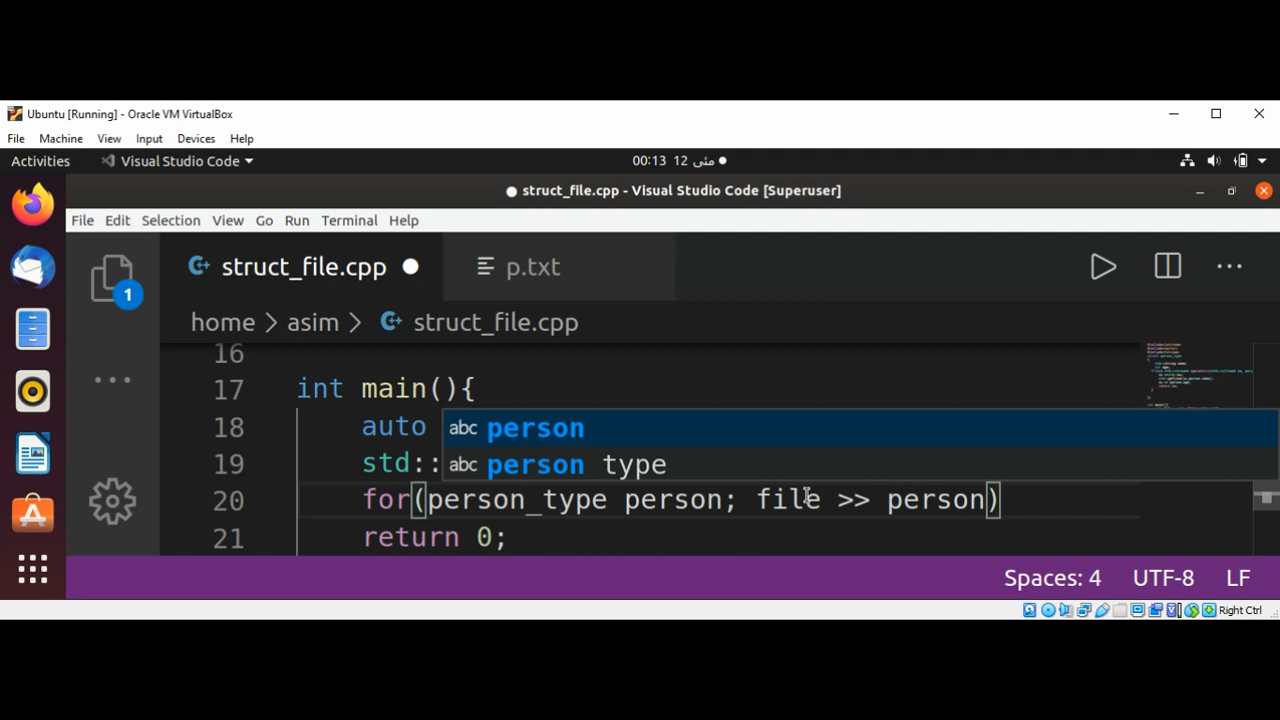 Ubuntu [Running] - Oracle VM VirtualBox
File Machine View Input Devices Help
Activities Visual Studio Code 00:13 12 مئی
struct_file.cpp - Visual Studio Code [Superuser]
File Edit Selection View Go Run Terminal Help
struct_file.cpp p.txt
1
home > asim > struct_file.cpp
16
17 int main(){
18 auto abc person
19 std:: abc person type
20 for(person_type person; file >> person)
21 return 0;
Spaces: 4 UTF-8 LF
Right Ctrl